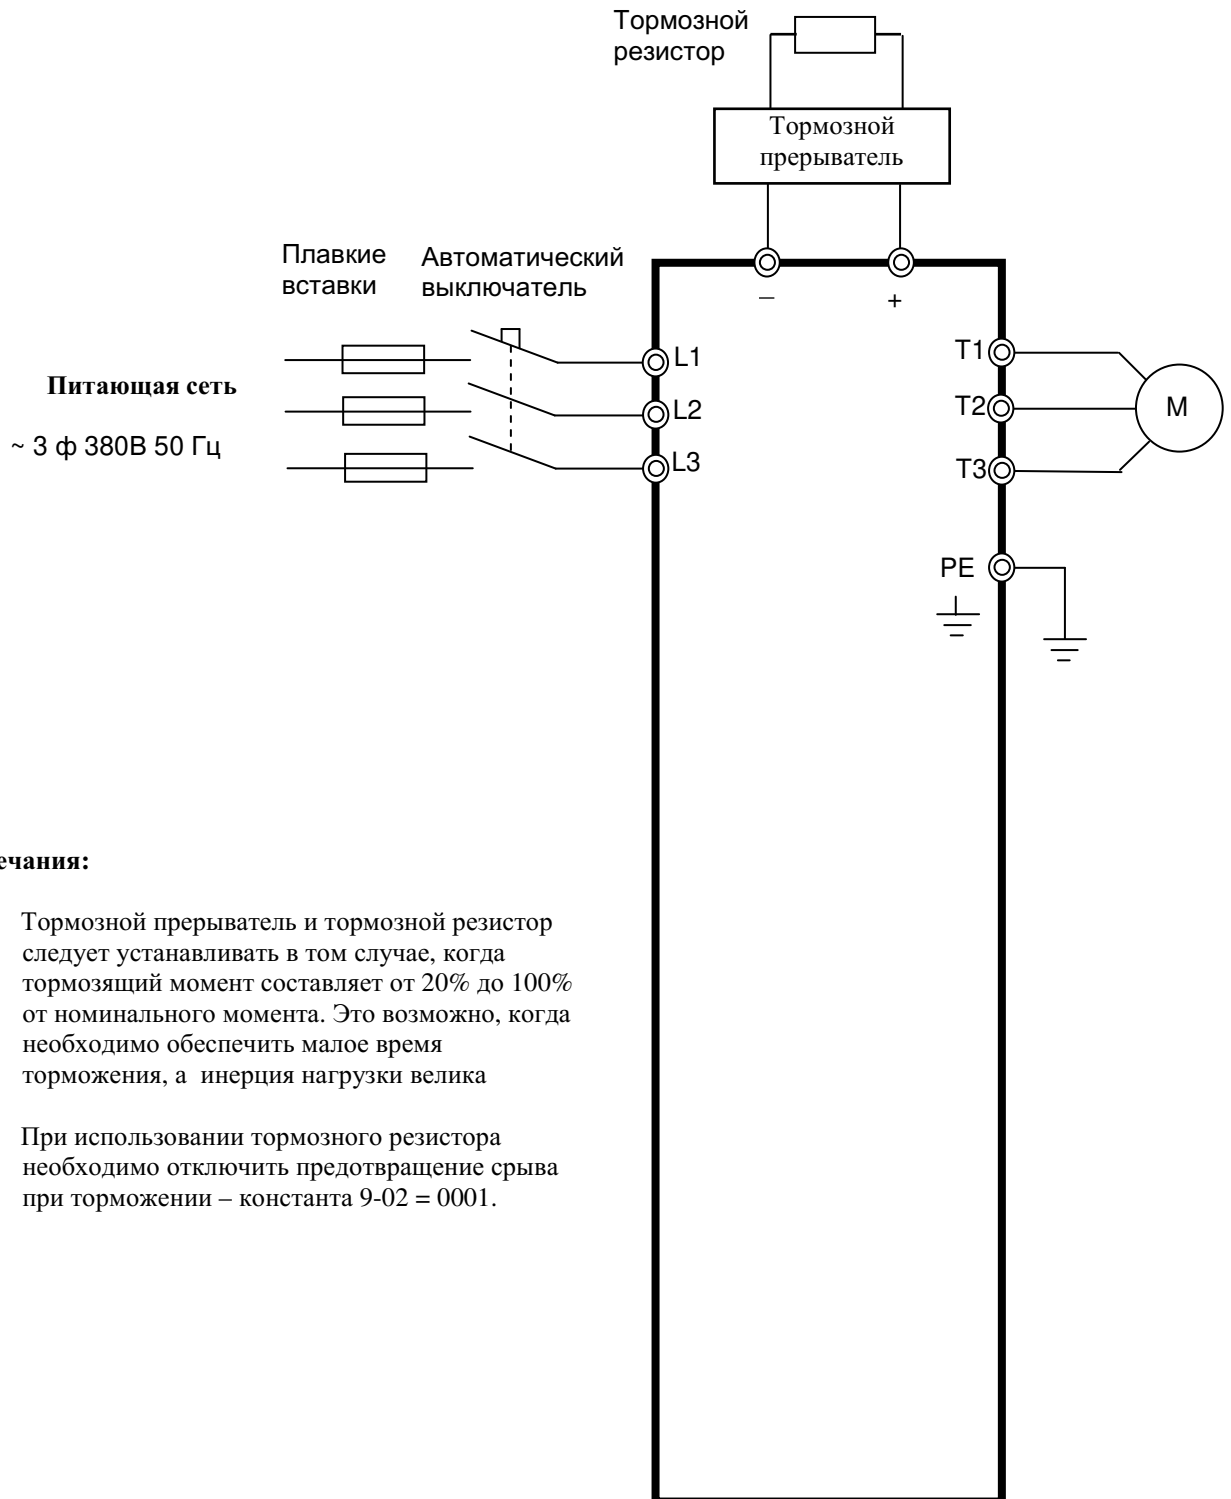 Тормозной
резистор
Тормозной
прерыватель
Плавкие
вставки
Автоматический
выключатель
–
+
L1
T1
Питающая сеть
L2
T2
M
~ 3 ф 380В 50 Гц
L3
T3
PE
ечания:
Тормозной прерыватель и тормозной резистор
следует устанавливать в том случае, когда
тормозящий момент составляет от 20% до 100%
от номинального момента. Это возможно, когда
необходимо обеспечить малое время
торможения, а инерция нагрузки велика
При использовании тормозного резистора
необходимо отключить предотвращение срыва
при торможении – константа 9-02 = 0001.